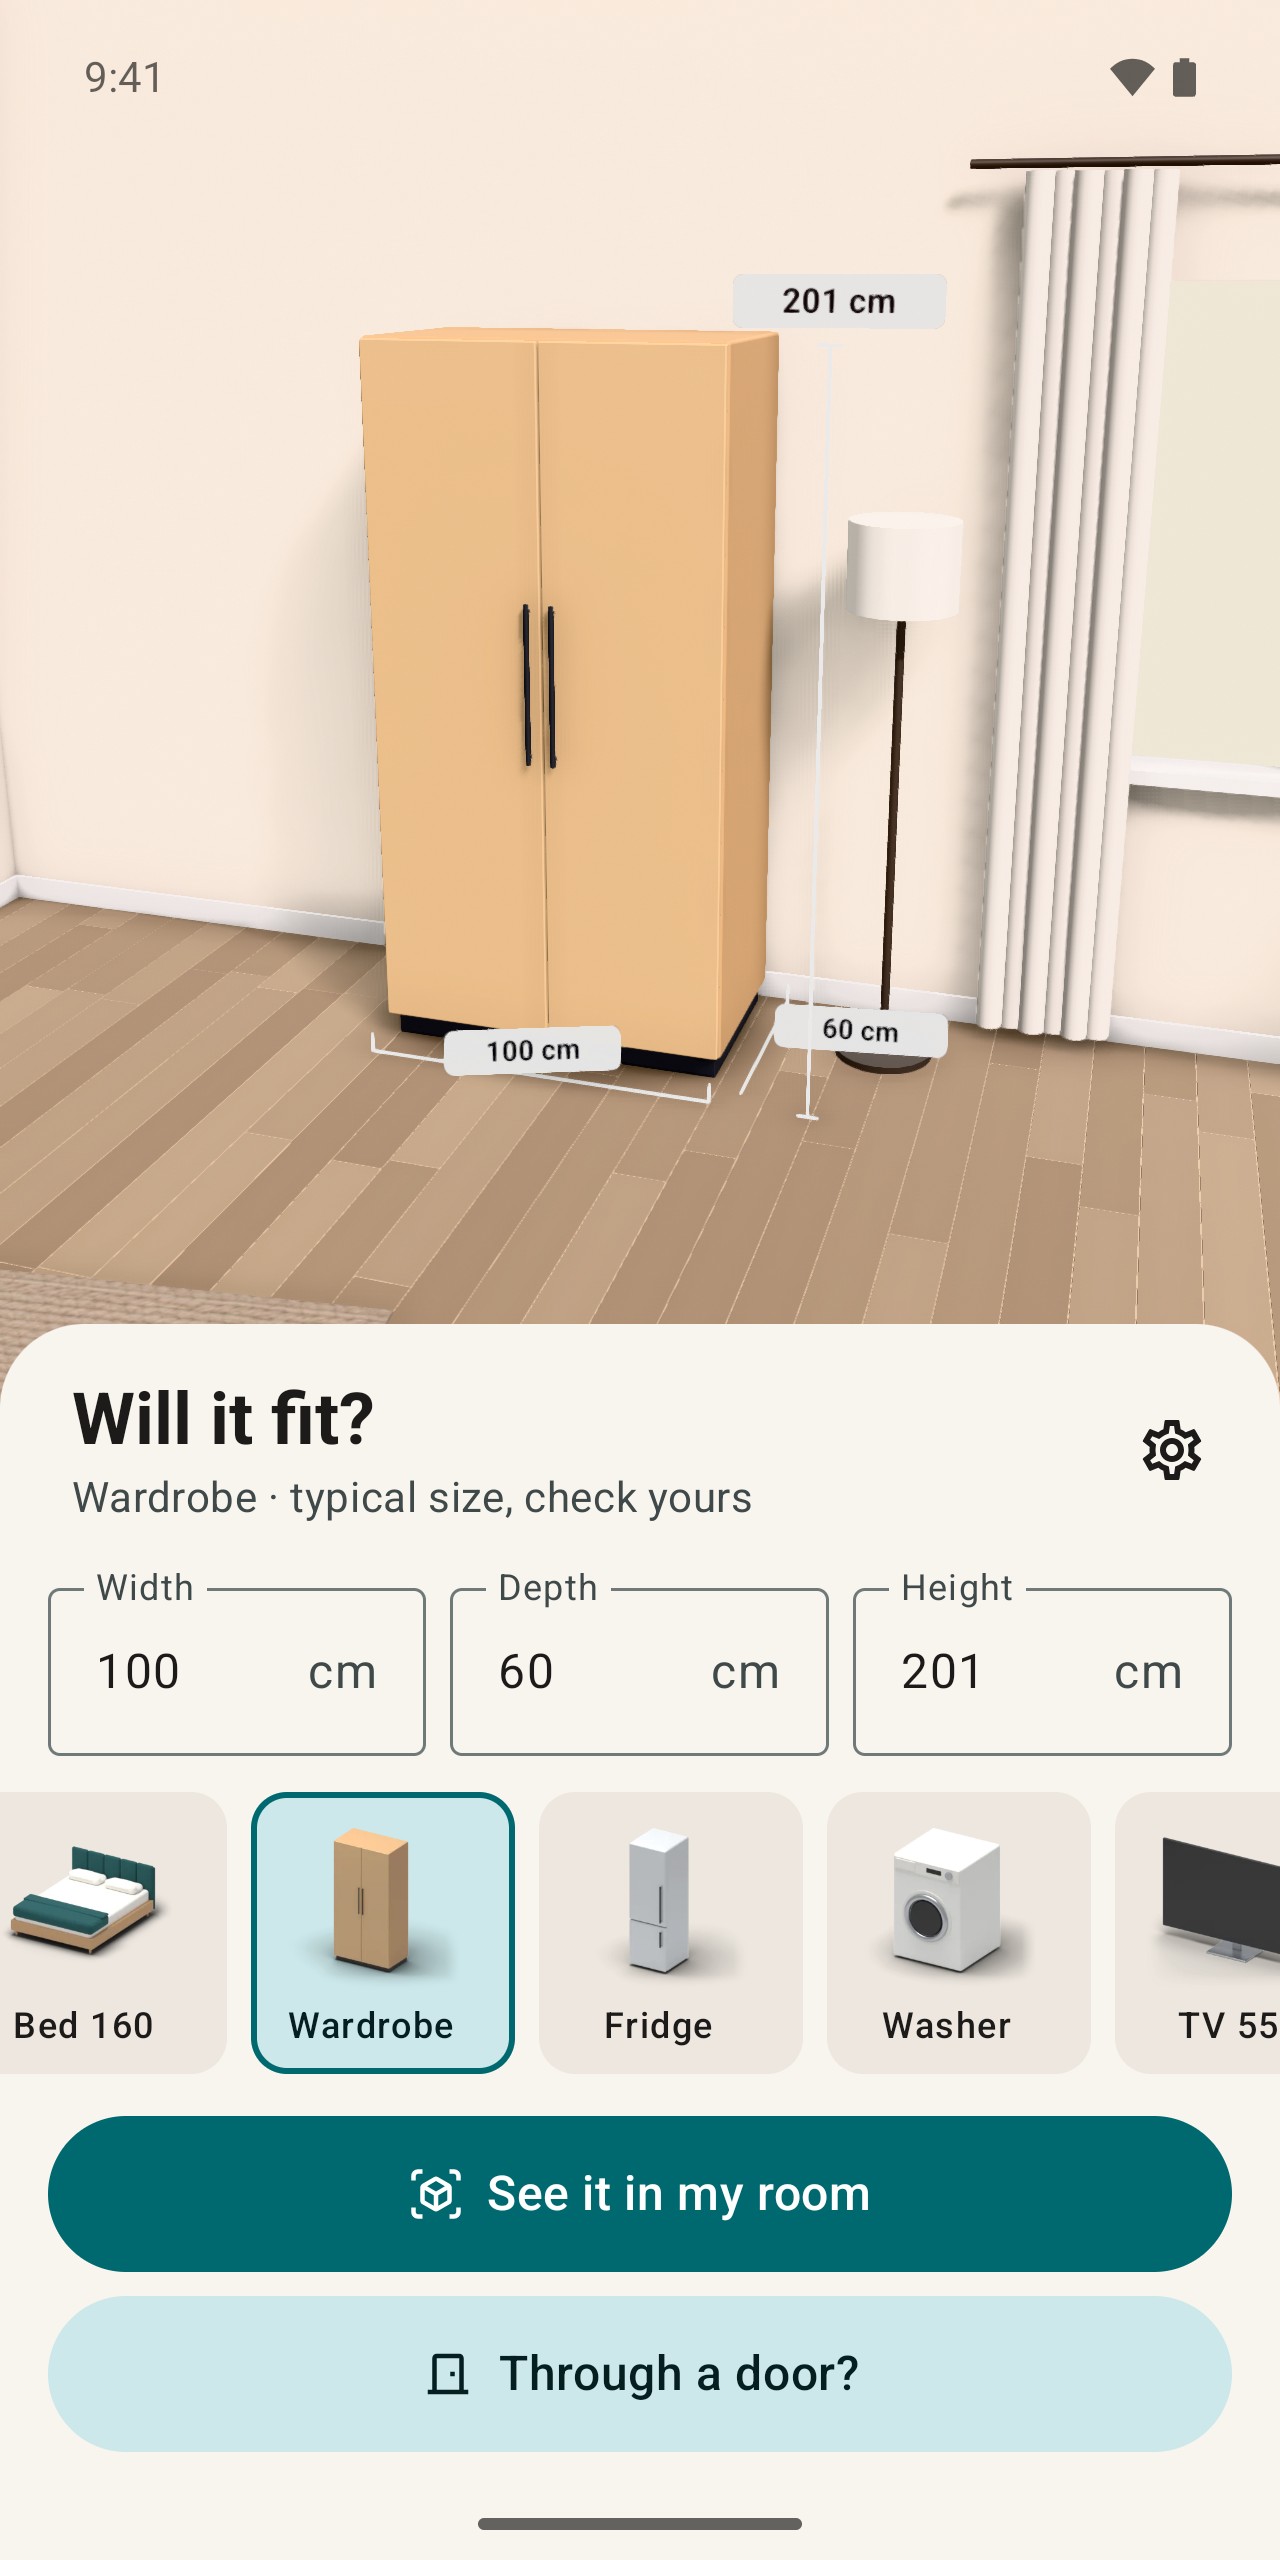 9:41
201 cm
60 cm
100 cm
Will it fit?
Wardrobe · typical size, check yours
Width
Depth
Height
100 cm
60 cm
201 cm
Bed 160
Wardrobe
Fridge
Washer
TV 55
See it in my room
Through a door?